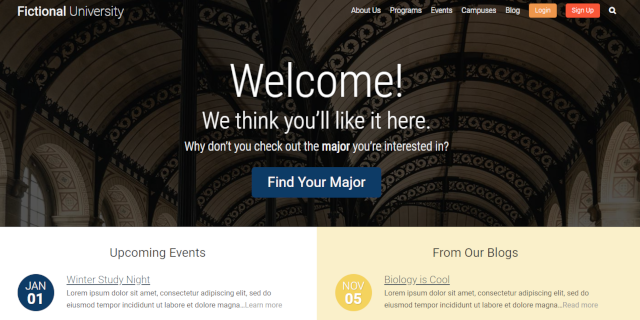 Fictional University
About Us Programs Events Campuses Blog Login Sign Up
Welcome!
We think you'll like it here.
Why don't you check out the major you're interested in?
Find Your Major
Upcoming Events
JAN
01
Winter Study Night
Lorem ipsum dolor sit amet, consectetur adipiscing elit, sed do
eiusmod tempor incididunt ut labore et dolore magna...Learn more
From Our Blogs
NOV
05
Biology is Cool
Lorem ipsum dolor sit amet, consectetur adipiscing elit, sed do
eiusmod tempor incididunt ut labore et dolore magna...Read more